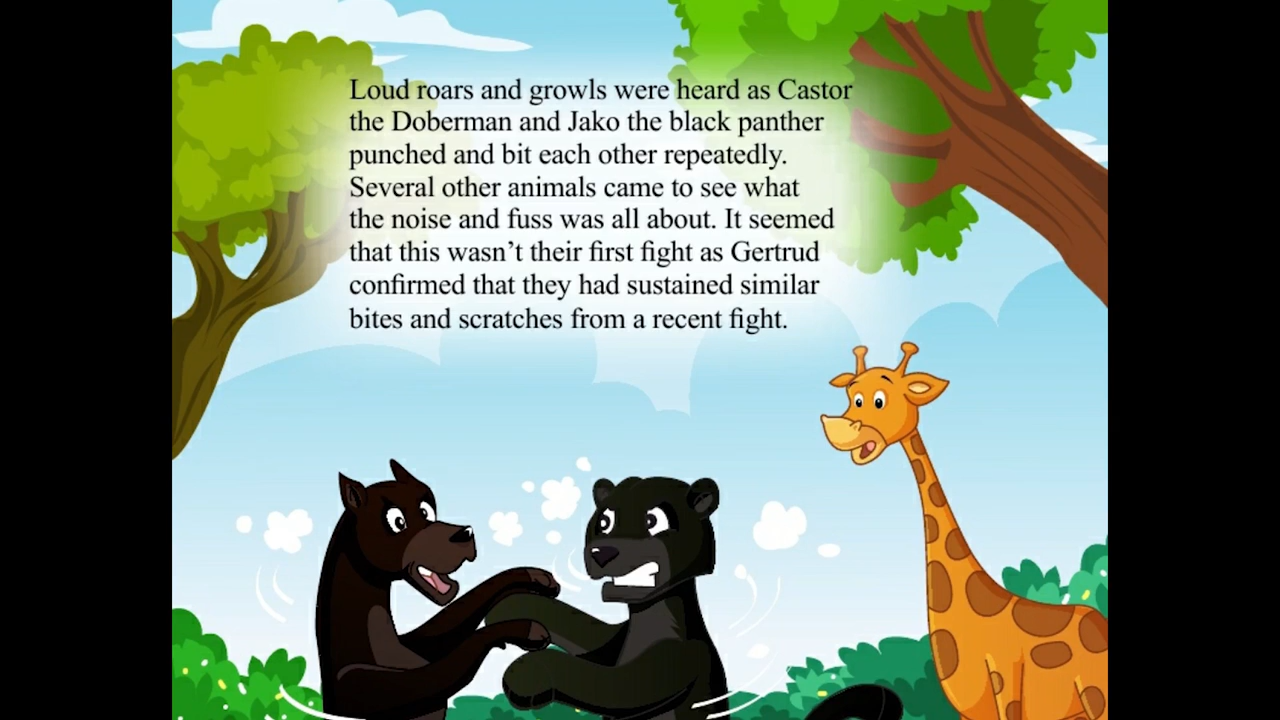 Loud roars and growls were heard as Castor
the Doberman and Jako the black panther
punched and bit each other repeatedly.
Several other animals came to see what
the noise and fuss was all about. It seemed
that this wasn’t their first fight as Gertrud
confirmed that they had sustained similar
bites and scratches from a recent fight.